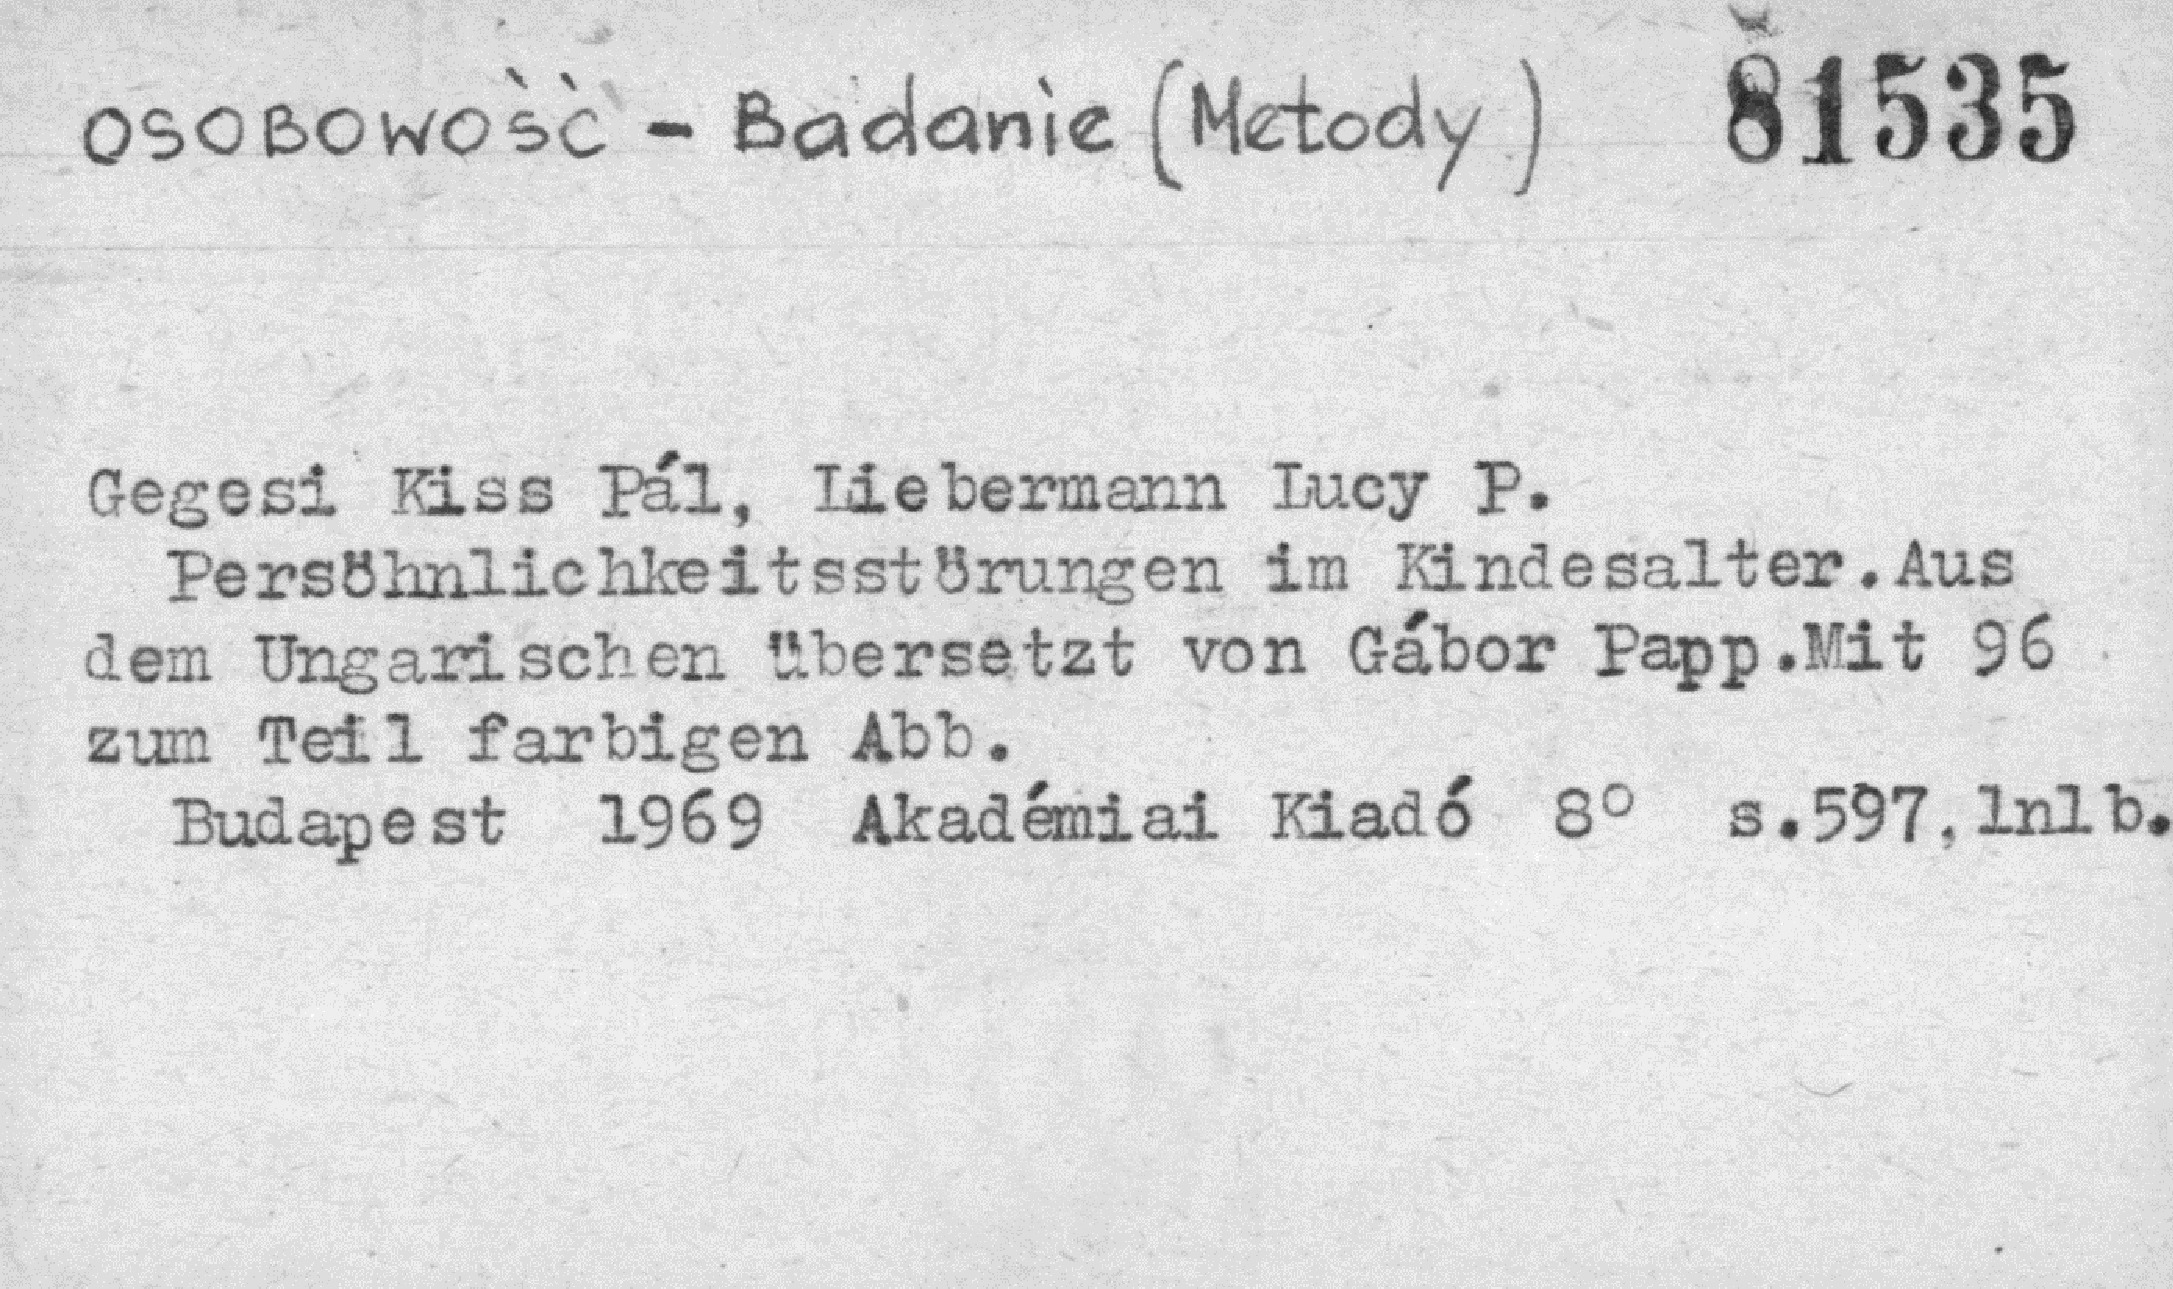 OSOBOWOŚĆ - Badanie (Metody) 81535
Gegesi Kiss Pál, Liebermann Lucy P.
Persöhnlichkeitsstörungen im Kindesalter.Aus
dem Ungarischen übersetzt von Gábor Papp.Mit 96
zum Teil farbigen Abb.
Budapest 1969 Akadémiai Kiadó 8° s.597,lnlb.